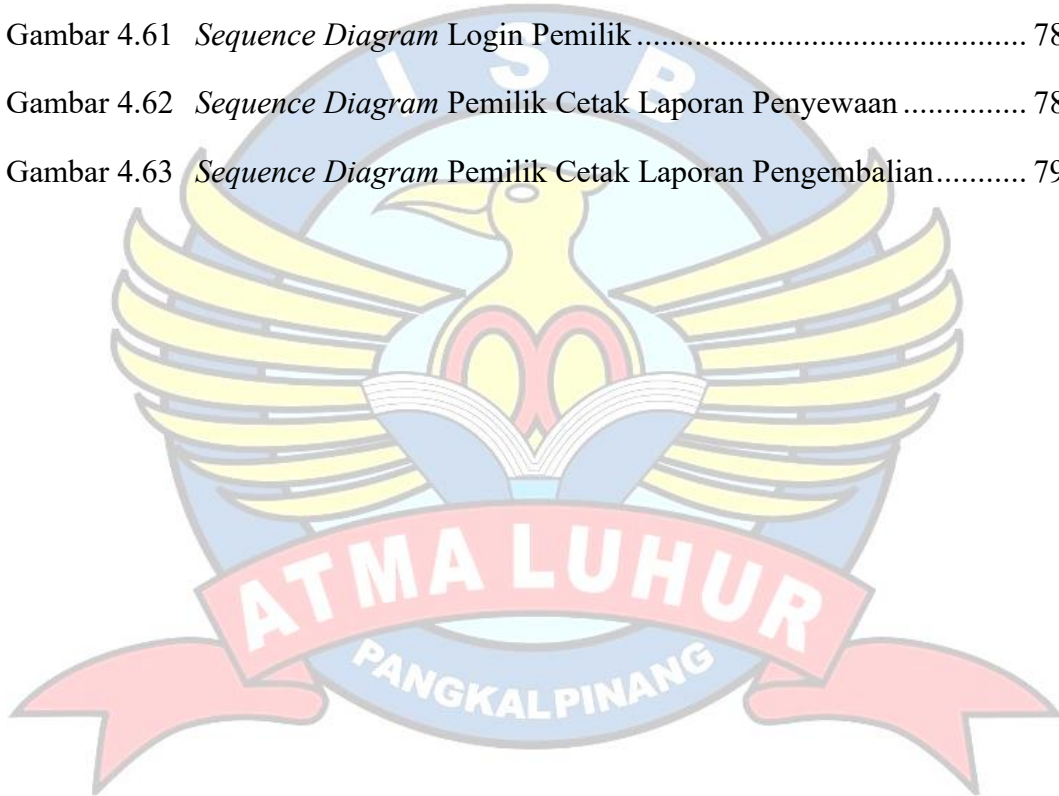 Gambar 4.61 Sequence Diagram Login Pemilik ............................................... 78
Gambar 4.62 Sequence Diagram Pemilik Cetak Laporan Penyewaan ............... 78
Gambar 4.63 Sequence Diagram Pemilik Cetak Laporan Pengembalian........... 79
I S B
ATMA LUHUR
PANGKALPINANG